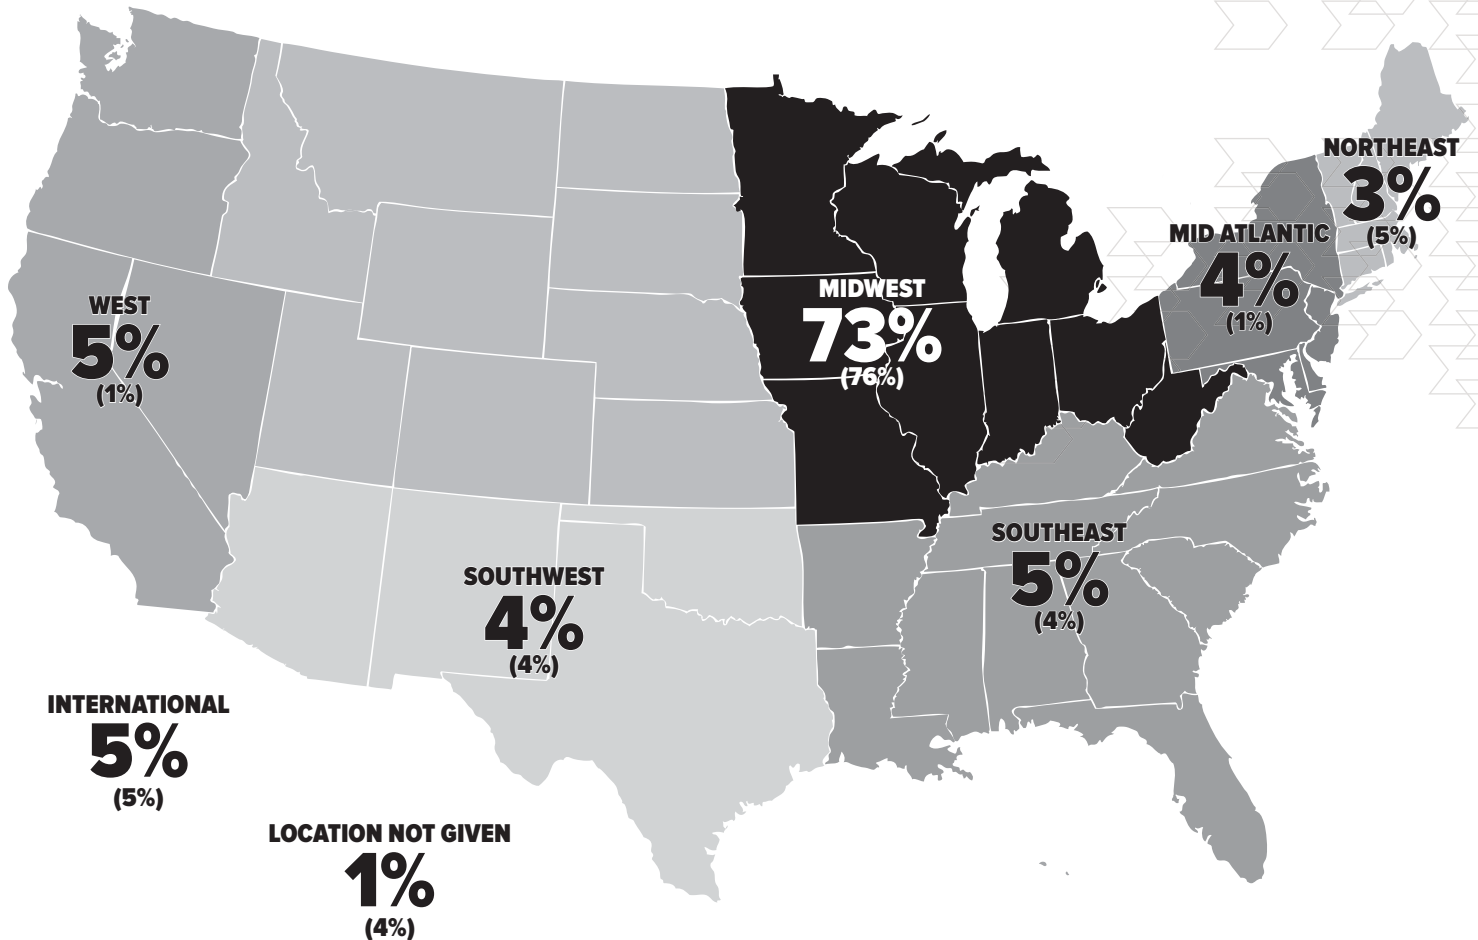 NORTHEAST
3%
(5%)
MID ATLANTIC
4%
(1%)
WEST
5%
(1%)
MIDWEST
73%
(76%)
SOUTHEAST
5%
(4%)
SOUTHWEST
4%
(4%)
INTERNATIONAL
5%
(5%)
LOCATION NOT GIVEN
1%
(4%)